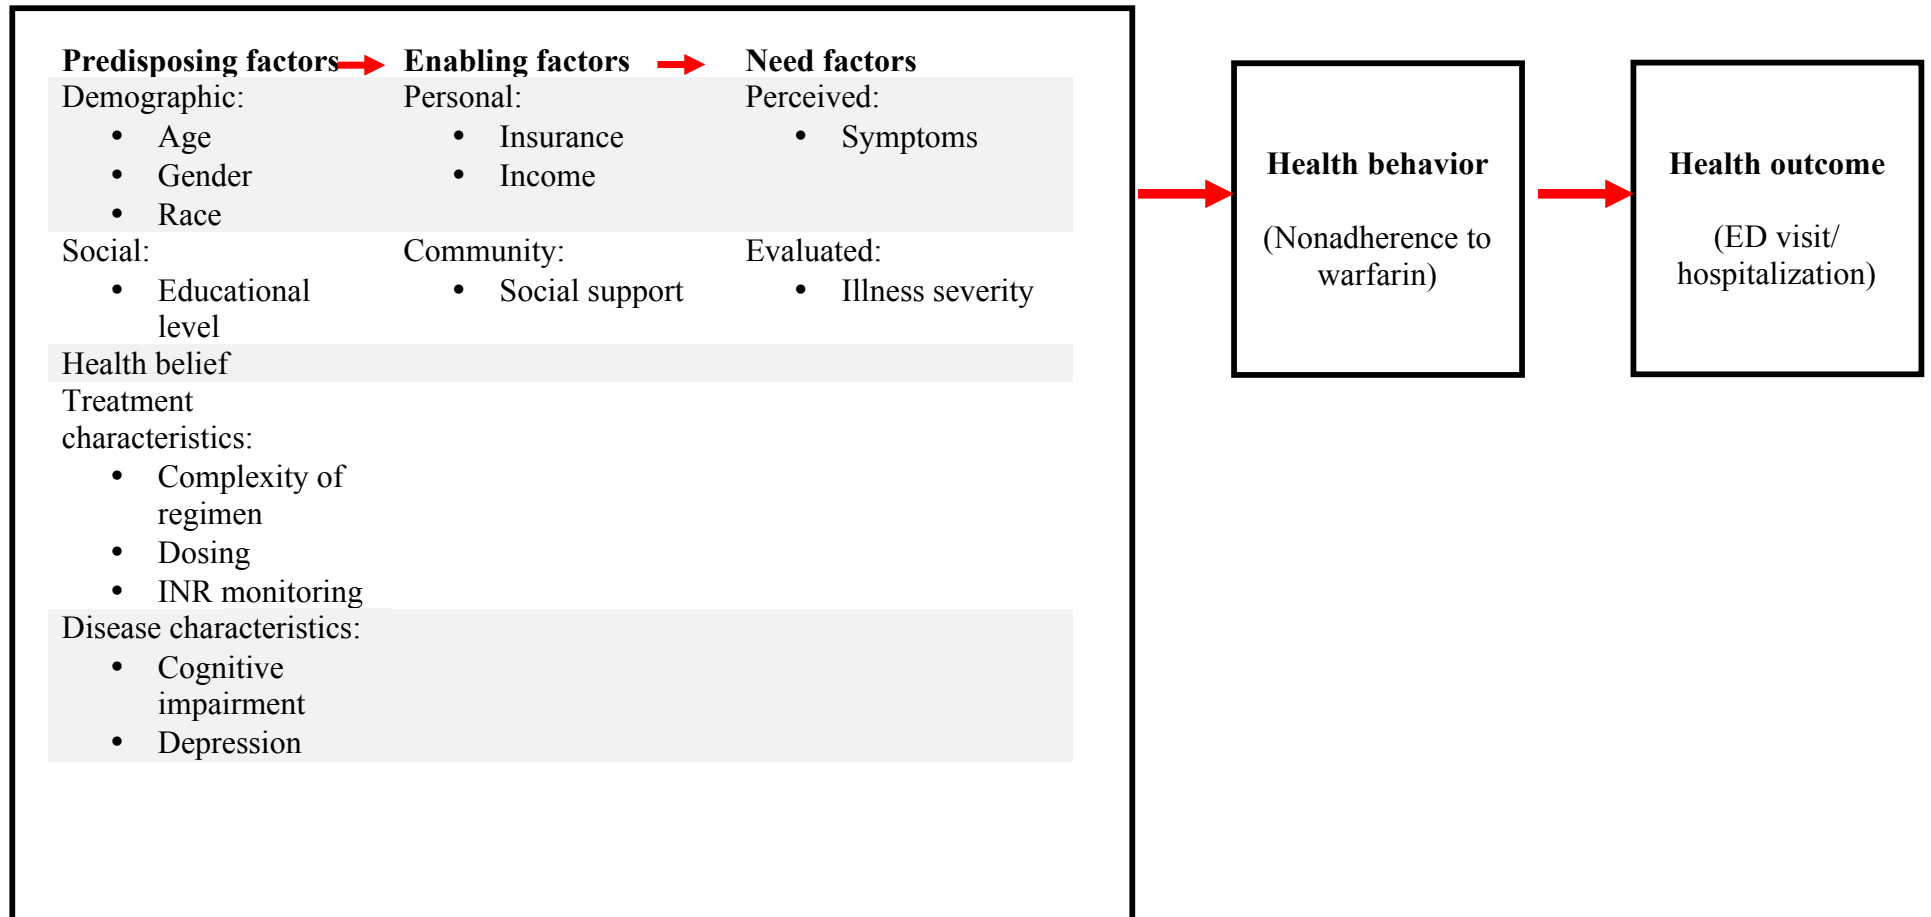 Predisposing factors
Enabling factors
Need factors
Demographic:
• Age
• Gender
• Race
Personal:
• Insurance
• Income
Perceived:
• Symptoms
Social:
• Educational
level
Community:
• Social support
Evaluated:
• Illness severity
Health belief
Treatment
characteristics:
• Complexity of
regimen
• Dosing
• INR monitoring
Disease characteristics:
• Cognitive
impairment
• Depression
Health behavior
(Nonadherence to
warfarin)
Health outcome
(ED visit/
hospitalization)